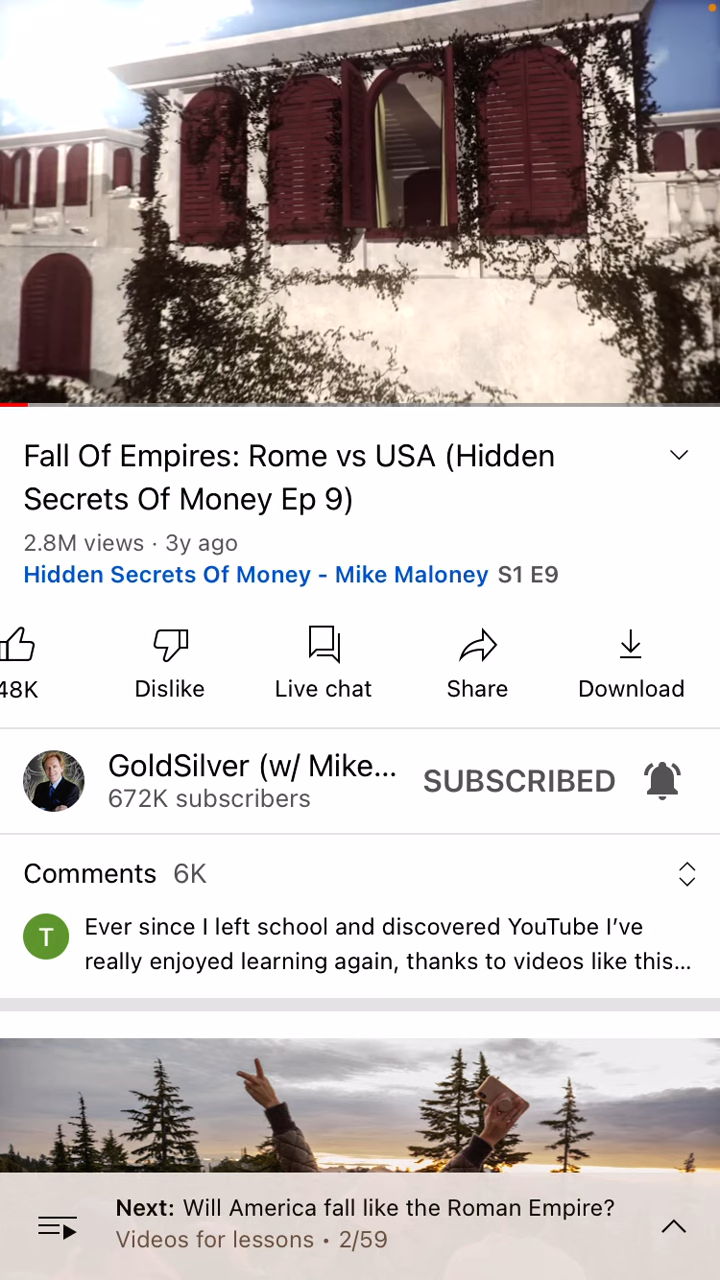 Fall Of Empires: Rome vs USA (Hidden
Secrets Of Money Ep 9)
2.8M views · 3y ago
Hidden Secrets Of Money - Mike Maloney S1 E9
48K
Dislike
Live chat
Share
Download
GoldSilver (w/ Mike...
672K subscribers
SUBSCRIBED
Comments 6K
T
Ever since I left school and discovered YouTube I’ve
really enjoyed learning again, thanks to videos like this...
Next: Will America fall like the Roman Empire?
Videos for lessons • 2/59